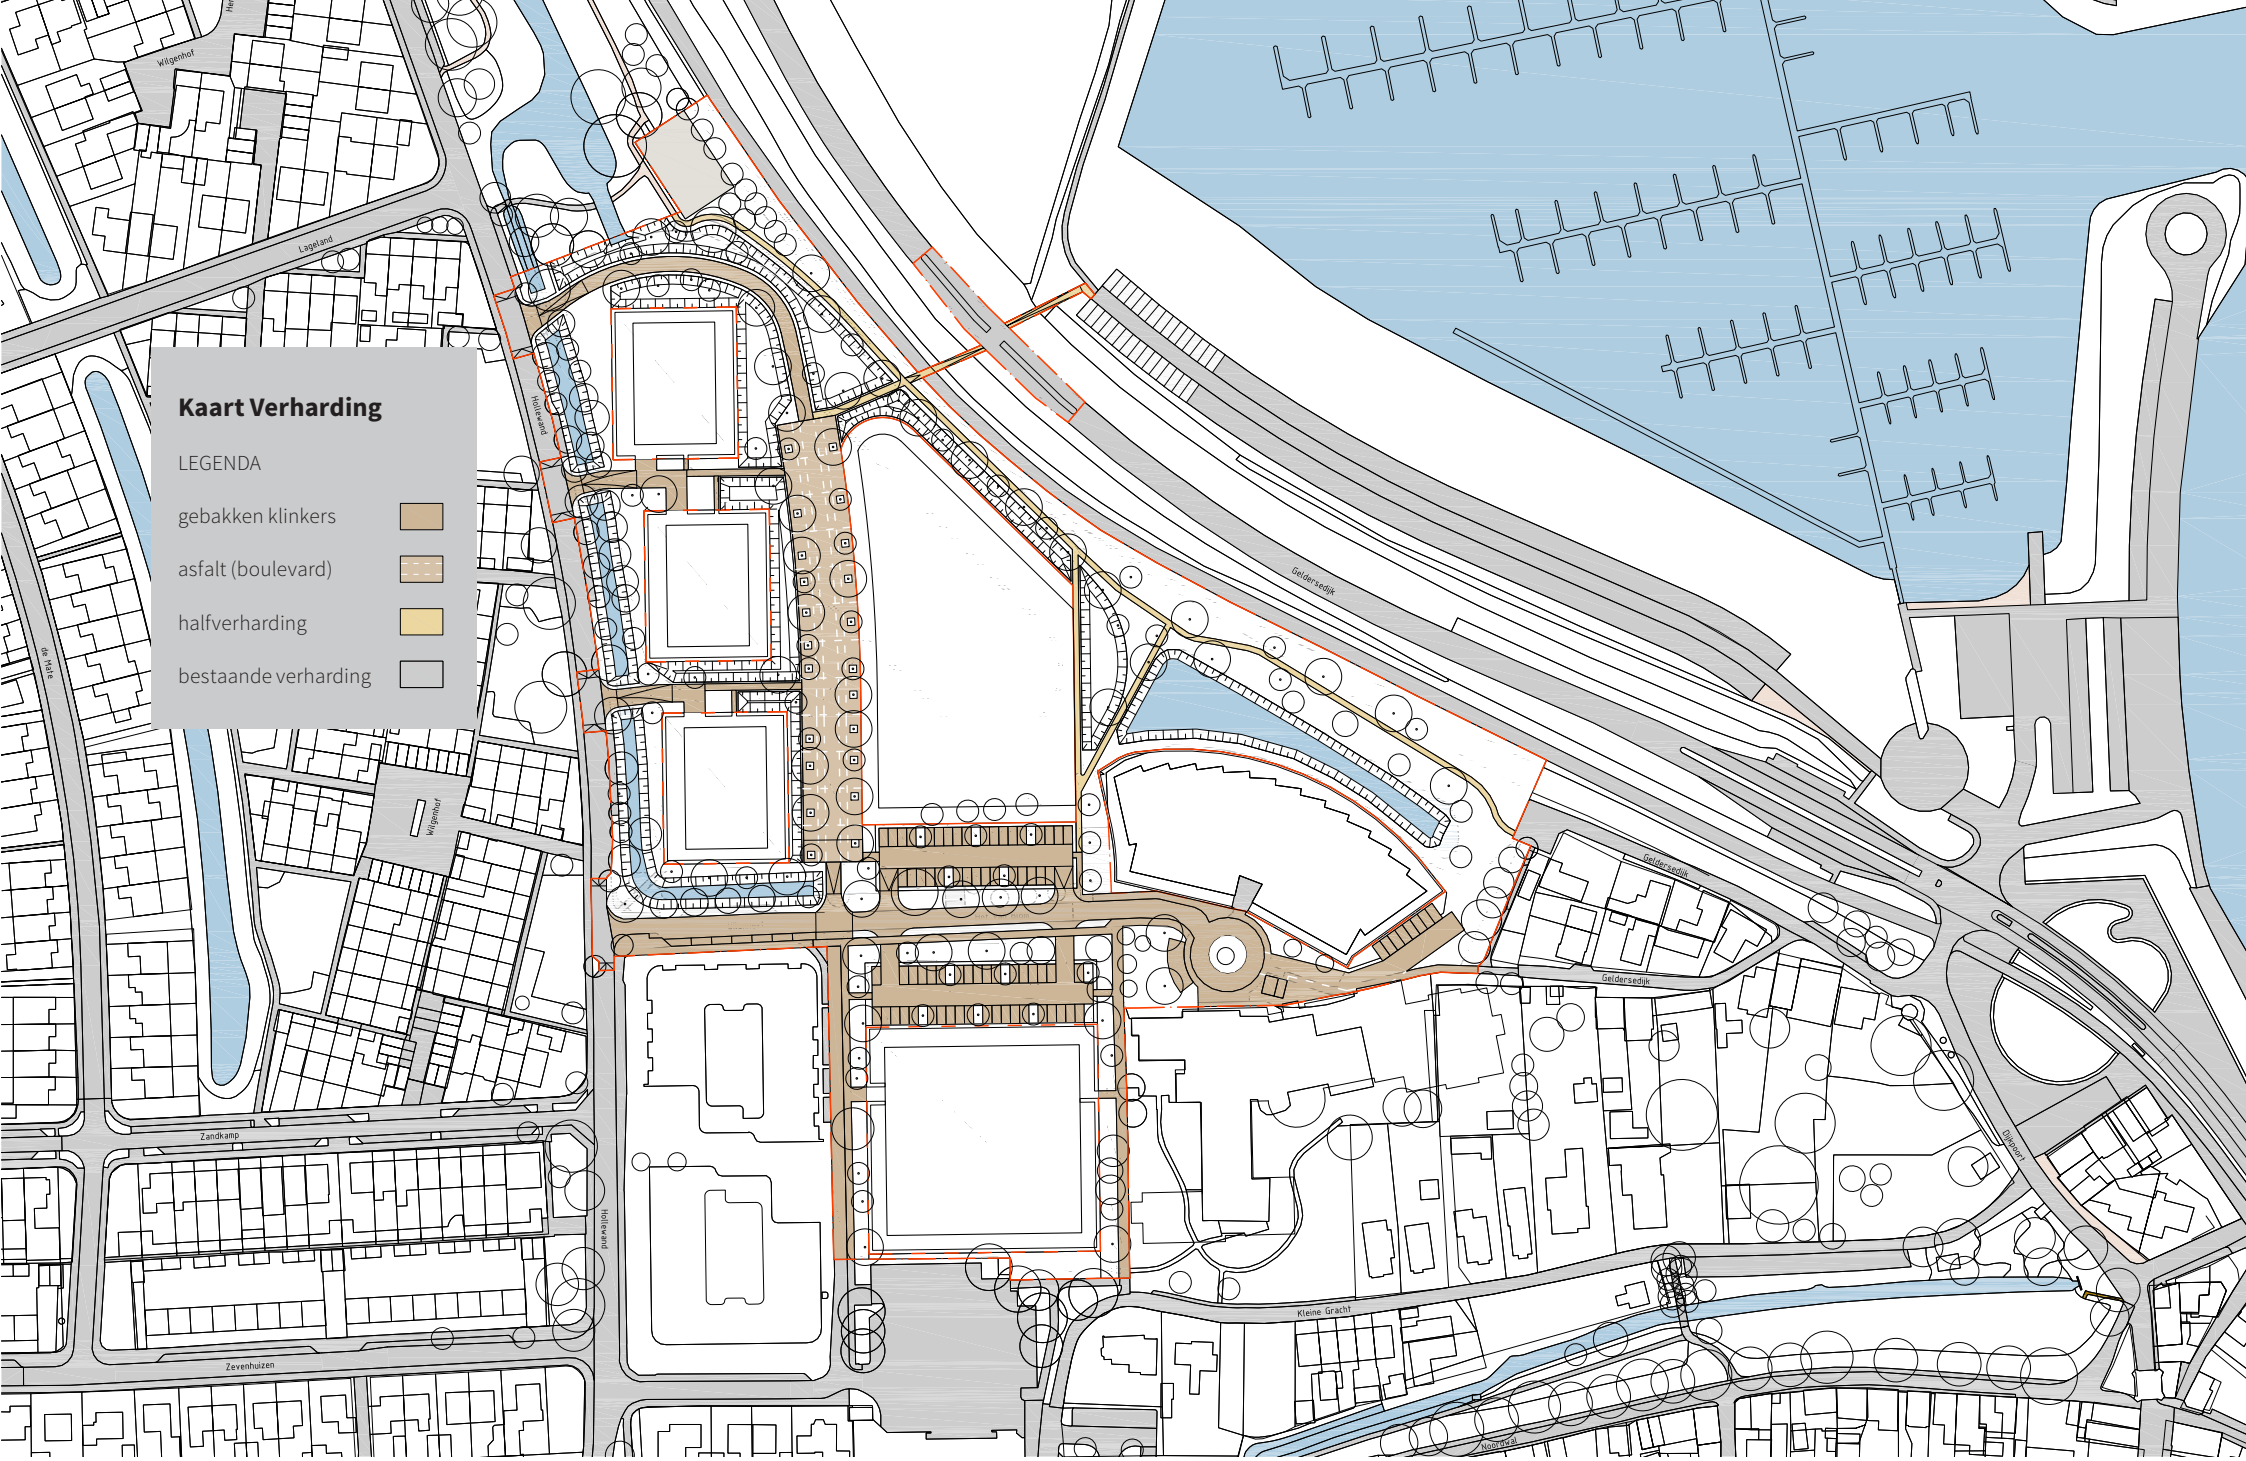 Wilgenhof
Lageland
Hollewand
Kaart Verharding
LEGENDA
gebakken klinkers
asfalt (boulevard)
halfverharding
bestaande verharding
de Mate
Wilgenhof
Geldersedijk
Geldersedijk
Geldersedijk
Zandkamp
Hollewand
Dijkpoort
Kleine Gracht
Zevenhuizen
Noordwal